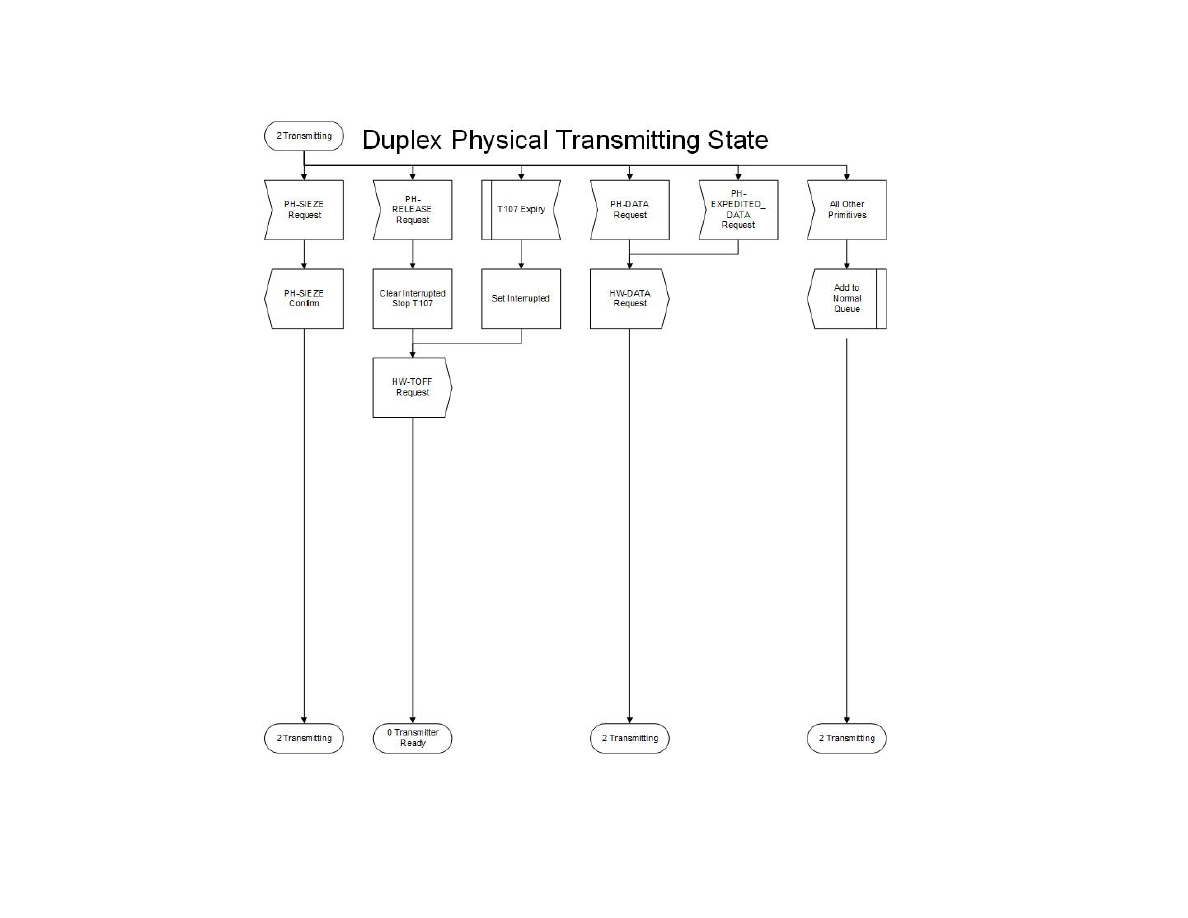 2 Transmitting
Duplex Physical Transmitting State
PH-SIEZE
Request
PH-
RELEASE
Request
T107 Expiry
PH-DATA
Request
PH-
EXPEDITED_
DATA
Request
All Other
Primitives
PH-SIEZE
Confirm
Clear Interrupted
Stop T107
Set Interrupted
HW-DATA
Request
Add to
Normal
Queue
HW-TOFF
Request
2 Transmitting
0 Transmitter
Ready
2 Transmitting
2 Transmitting